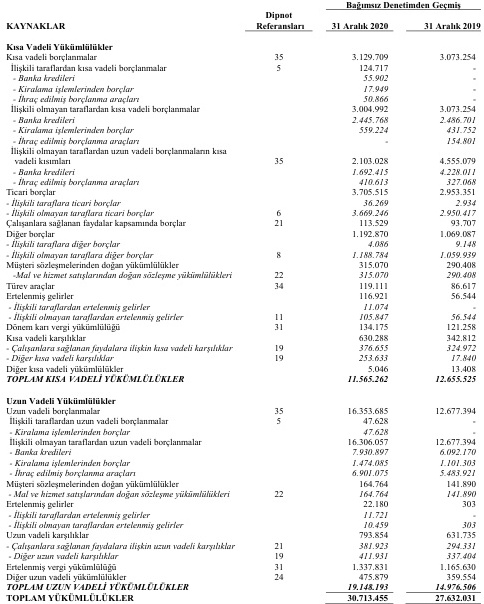 Bağımsız Denetimden Geçmiş
Dipnot
KAYNAKLAR Referansları 31 Aralık 2020 31 Aralık 2019
Kısa Vadeli Yükümlülükler
Kısa vadeli borçlanmalar 35 3.129.709 3.073.254
İlişkili taraflardan kısa vadeli borçlanmalar 5 124.717 -
- Banka kredileri 55.902 -
- Kiralama işlemlerinden borçlar 17.949 -
- İhraç edilmiş borçlanma araçları 50.866 -
İlişkili olmayan taraflardan kısa vadeli borçlanmalar 3.004.992 3.073.254
- Banka kredileri 2.445.768 2.486.701
- Kiralama işlemlerinden borçlar 559.224 431.752
- İhraç edilmiş borçlanma araçları - 154.801
İlişkili olmayan taraflardan uzun vadeli borçlanmaların kısa
vadeli kısımları 35 2.103.028 4.555.079
- Banka kredileri 1.692.415 4.228.011
- İhraç edilmiş borçlanma araçları 410.613 327.068
Ticari borçlar 3.705.515 2.953.351
- İlişkili taraflara ticari borçlar 36.269 2.934
- İlişkili olmayan taraflara ticari borçlar 6 3.669.246 2.950.417
Çalışanlara sağlanan faydalar kapsamında borçlar 21 113.529 93.707
Diğer borçlar 1.192.870 1.069.087
- İlişkili taraflara diğer borçlar 4.086 9.148
- İlişkili olmayan taraflara diğer borçlar 8 1.188.784 1.059.939
Müşteri sözleşmelerinden doğan yükümlülükler 315.070 290.408
-Mal ve hizmet satışlarından doğan sözleşme yükümlülükleri 22 315.070 290.408
Türev araçlar 34 119.111 86.617
Ertelenmiş gelirler 116.921 56.544
- İlişkili taraflardan ertelenmiş gelirler 11.074 -
- İlişkili olmayan taraflardan ertelenmiş gelirler 11 105.847 56.544
Dönem karı vergi yükümlülüğü 31 134.175 121.258
Kısa vadeli karşılıklar 630.288 342.812
- Çalışanlara sağlanan faydalara ilişkin kısa vadeli karşılıklar 19 376.655 324.972
- Diğer kısa vadeli karşılıklar 19 253.633 17.840
Diğer kısa vadeli yükümlülükler 5.046 13.408
TOPLAM KISA VADELİ YÜKÜMLÜLÜKLER 11.565.262 12.655.525
Uzun Vadeli Yükümlülükler
Uzun vadeli borçlanmalar 35 16.353.685 12.677.394
İlişkili taraflardan uzun vadeli borçlanmalar 5 47.628 -
- Kiralama işlemlerinden borçlar 47.628 -
İlişkili olmayan taraflardan uzun vadeli borçlanmalar 16.306.057 12.677.394
- Banka kredileri 7.930.897 6.092.170
- Kiralama işlemlerinden borçlar 1.474.085 1.101.303
- İhraç edilmiş borçlanma araçları 6.901.075 5.483.921
Müşteri sözleşmelerinden doğan yükümlülükler 164.764 141.890
- Mal ve hizmet satışlarından doğan sözleşme yükümlülükleri 22 164.764 141.890
Ertelenmiş gelirler 22.180 303
- İlişkili taraflardan ertelenmiş gelirler 11.721 -
- İlişkili olmayan taraflardan ertelenmiş gelirler 10.459 303
Uzun vadeli karşılıklar 793.854 631.735
- Çalışanlara sağlanan faydalara ilişkin uzun vadeli karşılıklar 21 381.923 294.331
- Diğer uzun vadeli karşılıklar 19 411.931 337.404
Ertelenmiş vergi yükümlülüğü 31 1.337.831 1.165.630
Diğer uzun vadeli yükümlülükler 24 475.879 359.554
TOPLAM UZUN VADELİ YÜKÜMLÜLÜKLER 19.148.193 14.976.506
TOPLAM YÜKÜMLÜLÜKLER 30.713.455 27.632.031